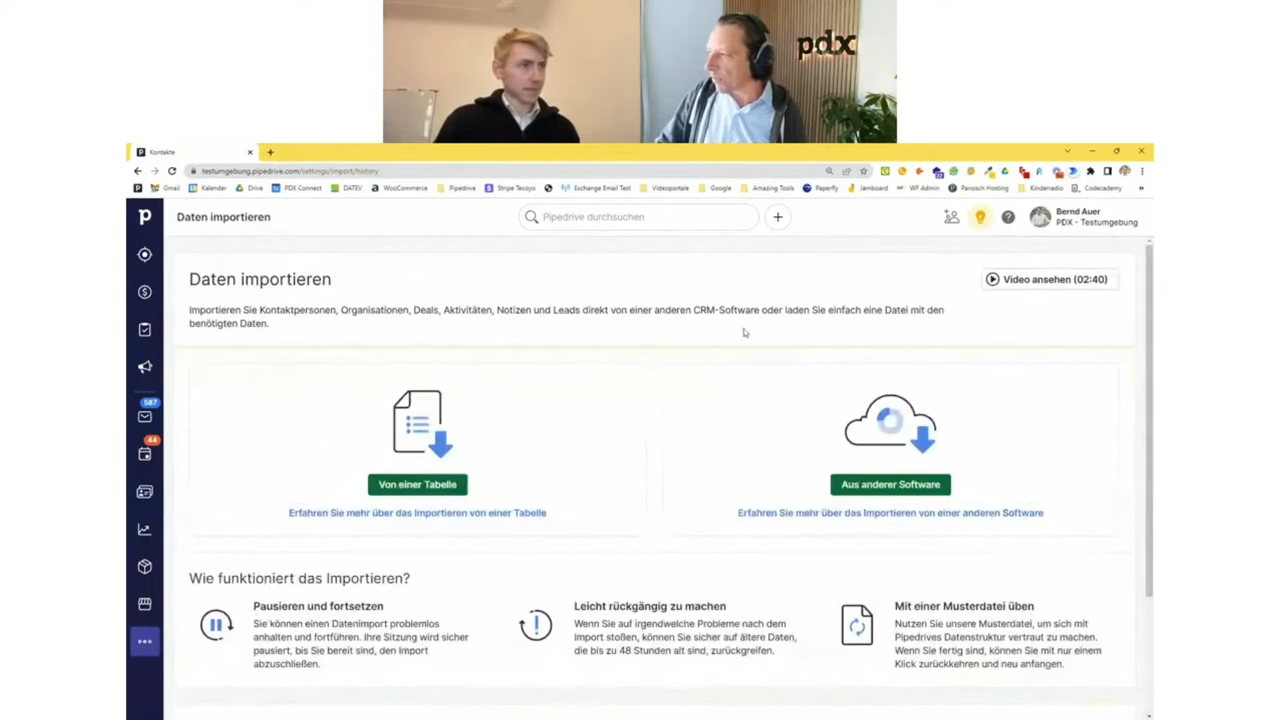 pdx
Kontakte
testumgebung.pipedrive.com/settings/import/history
Gmail Kalender Drive PDX Connect DATEV WooCommerce Pipedrive Stripe Tecoyo Exchange Email Test Videoportale Google Amazing Tools Paperfly Jamboard WF Admin Panosch Hosting Kinderradio Codecademy »
Daten importieren
Pipedrive durchsuchen
Bernd Auer
PDX - Testumgebung
Daten importieren
Video ansehen (02:40)
Importieren Sie Kontaktpersonen, Organisationen, Deals, Aktivitäten, Notizen und Leads direkt von einer anderen CRM-Software oder laden Sie einfach eine Datei mit den
benötigten Daten.
587
44
Von einer Tabelle
Erfahren Sie mehr über das Importieren von einer Tabelle
Aus anderer Software
Erfahren Sie mehr über das Importieren von einer anderen Software
Wie funktioniert das Importieren?
Pausieren und fortsetzen
Sie können einen Datenimport problemlos
anhalten und fortführen. Ihre Sitzung wird sicher
pausiert, bis Sie bereit sind, den Import
abzuschließen.
Leicht rückgängig zu machen
Wenn Sie auf irgendwelche Probleme nach dem
Import stoßen, können Sie sicher auf ältere Daten,
die bis zu 48 Stunden alt sind, zurückgreifen.
Mit einer Musterdatei üben
Nutzen Sie unsere Musterdatei, um sich mit
Pipedrives Datenstruktur vertraut zu machen.
Wenn Sie fertig sind, können Sie mit nur einem
Klick zurückkehren und neu anfangen.